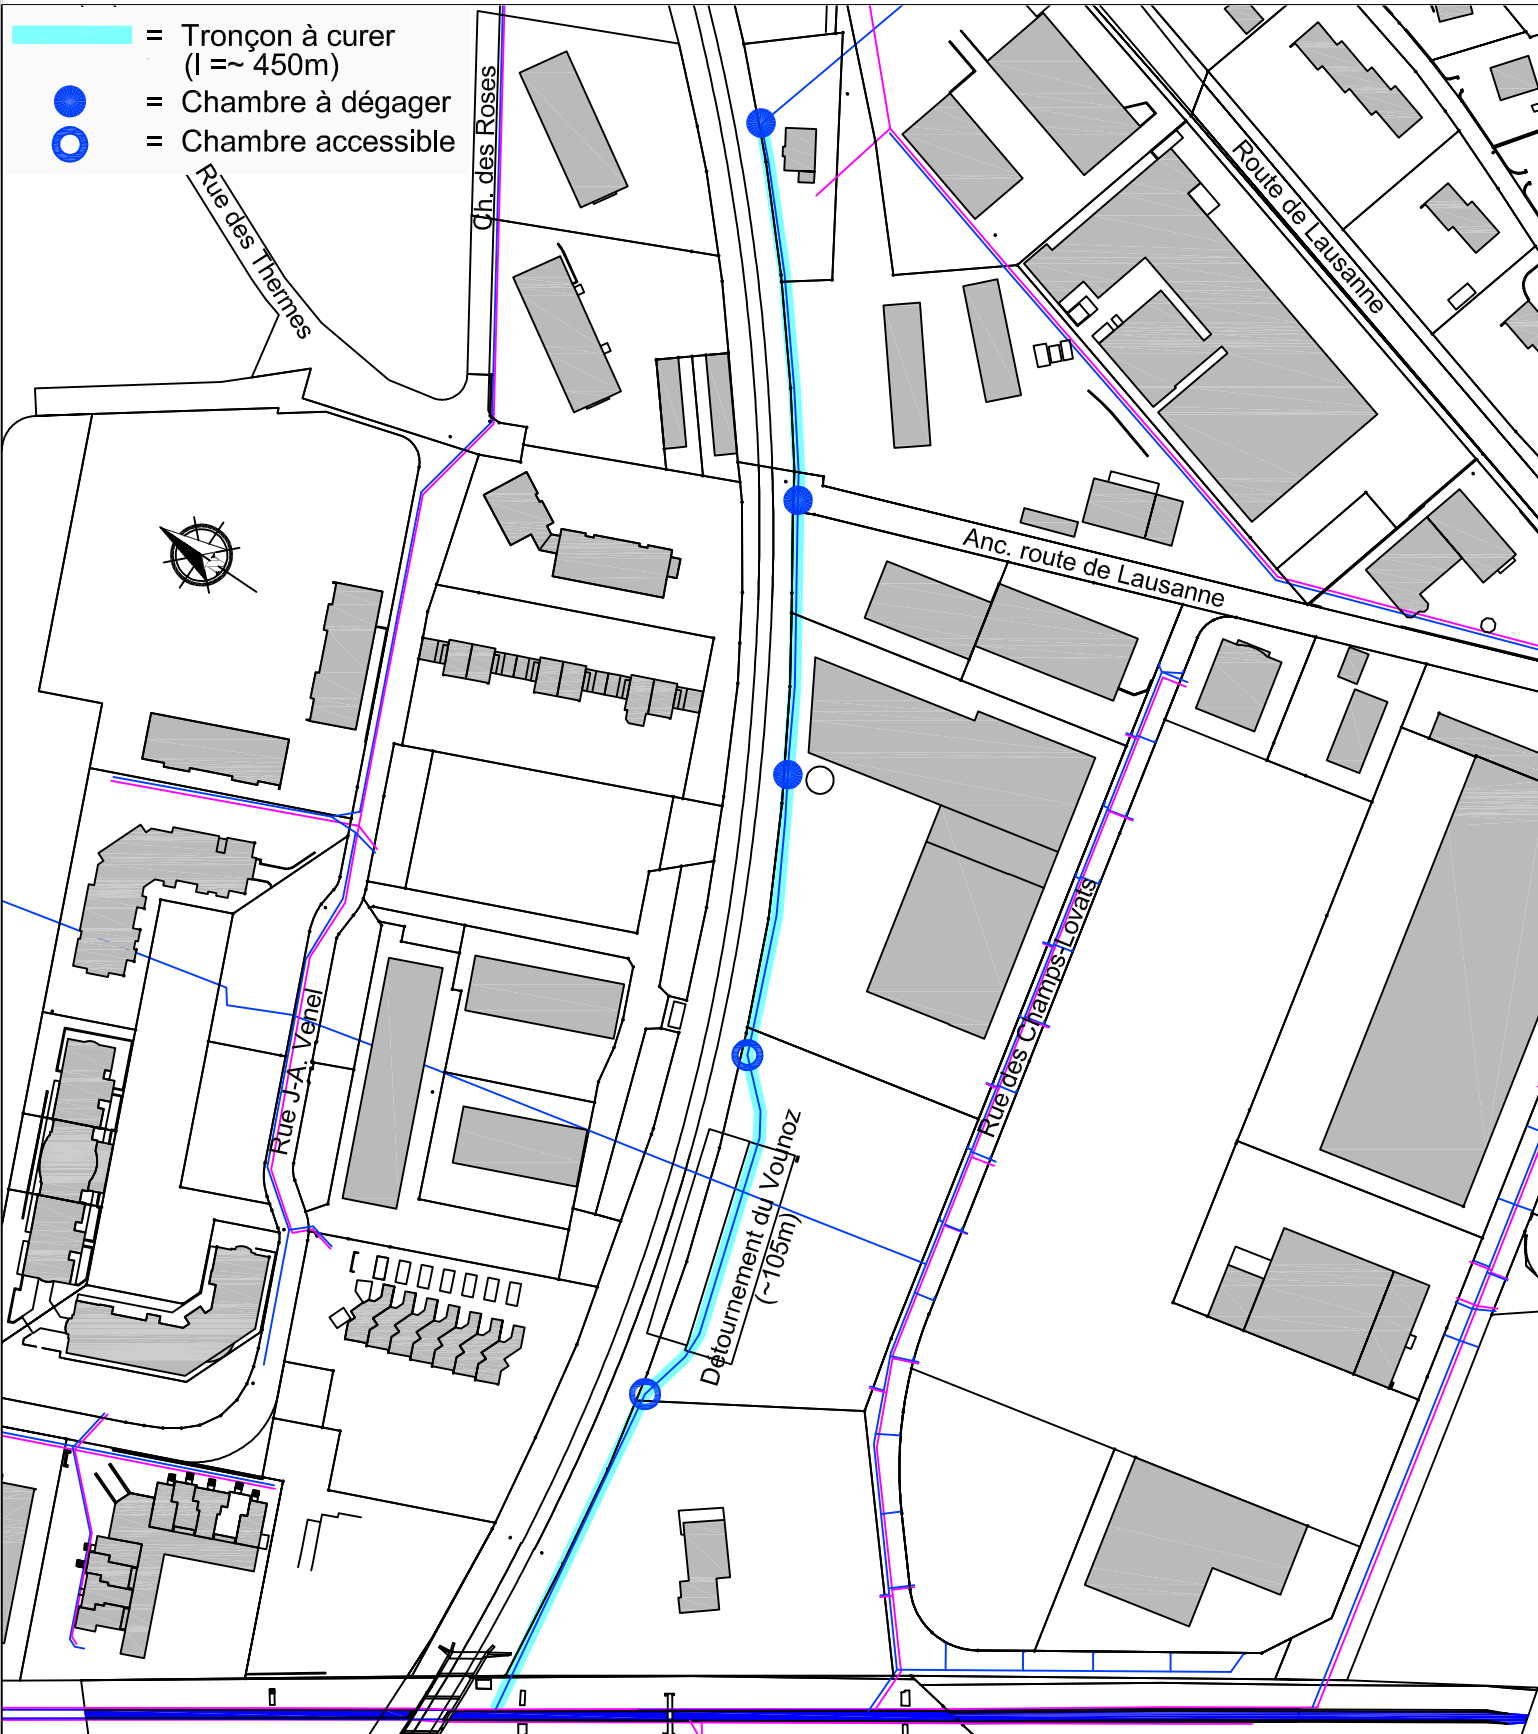 = Tronçon à curer
(l =~ 450m)
= Chambre à dégager
= Chambre accessible
Ch. des Roses
Rue des Thermes
Route de Lausanne
Anc. route de Lausanne
Rue des Champs-Lovats
Rue J-A. Venel
Détournement du Vounoz
(~105m)